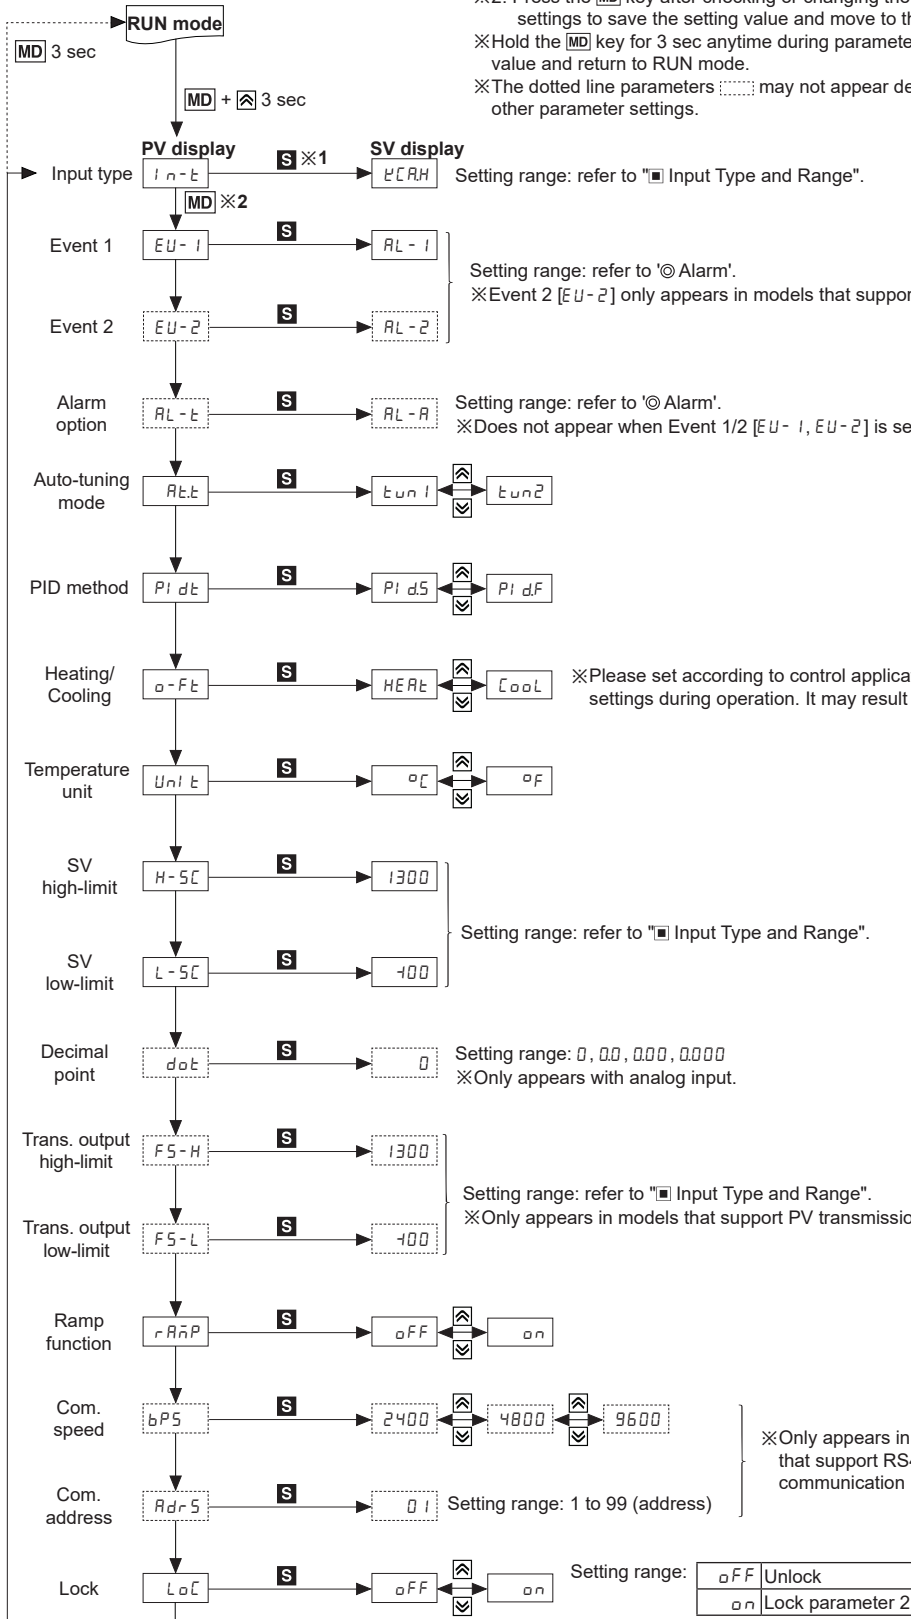 ※2: Press the MD key after checking or changing the
settings to save the setting value and move to th
RUN mode
MD 3 sec
※Hold the MD key for 3 sec anytime during paramete
value and return to RUN mode.
※The dotted line parameters may not appear de
other parameter settings.
MD + 3 sec
PV display SV display
Input type In-t S ※1 KCA.H Setting range: refer to "▣ Input Type and Range".
MD ※2
Event 1 EU-1 S AL-1
Setting range: refer to '◎ Alarm'.
※Event 2 [EU-2] only appears in models that suppor
Event 2 EU-2 S AL-2
Alarm
option AL-t S AL-A
Setting range: refer to '◎ Alarm'.
※Does not appear when Event 1/2 [EU-1, EU-2] is se
Auto-tuning
mode At.t S tun1 tun2
PID method PIdt S PId.S PId.F
Heating/
Cooling o-Ft S HEAt CooL
※Please set according to control applica
settings during operation. It may result
Temperature
unit UnIt S °C °F
SV
high-limit H-SC S 1300
Setting range: refer to "▣ Input Type and Range".
SV
low-limit L-SC S -100
Decimal
point dot S 0
Setting range: 0, 0.0, 0.00, 0.000
※Only appears with analog input.
Trans. output
high-limit FS-H S 1300
Setting range: refer to "▣ Input Type and Range".
※Only appears in models that support PV transmissio
Trans. output
low-limit FS-L S -100
Ramp
function rAMP S oFF on
Com.
speed bPS S 2400 4800 9600
※Only appears in
that support RS4
communication
Com.
address AdrS S 01 Setting range: 1 to 99 (address)
Lock LoC S oFF on
Setting range: oFF Unlock
on Lock parameter 2